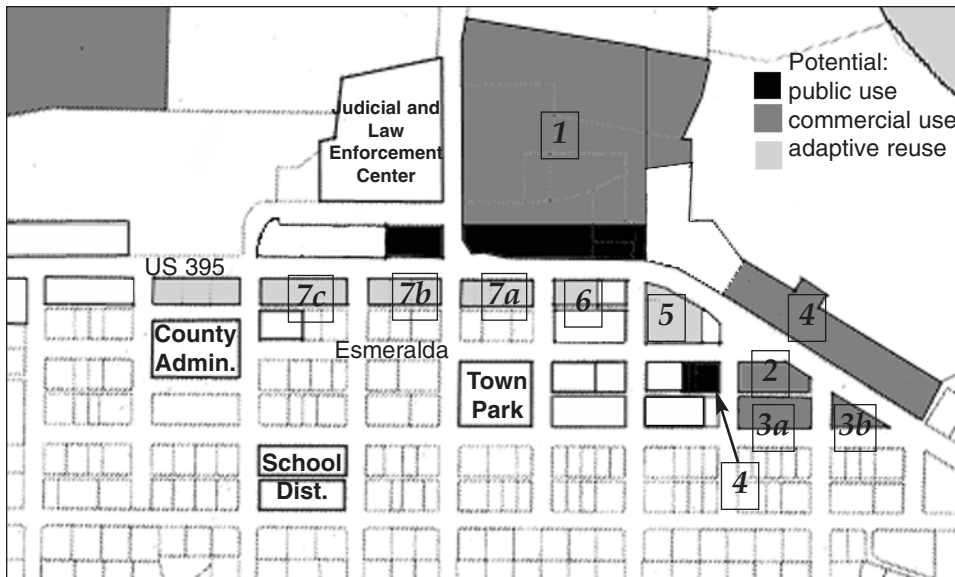 Potential:
public use
commercial use
adaptive reuse
Judicial and
Law
Enforcement
Center
1
US 395
7c
7b
7a
6
5
4
County
Admin.
Esmeralda
Town
Park
2
3a
3b
School
Dist.
4